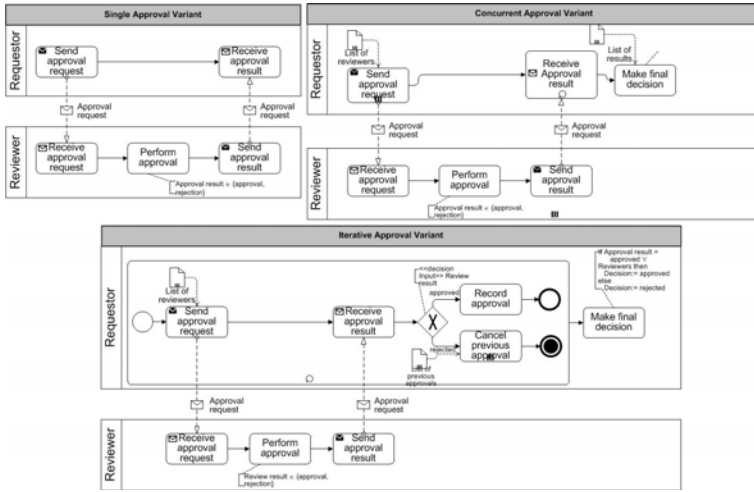 Single Approval Variant
Requestor
Send
approval
request
Receive
approval
result
Approval
request
Approval
request
Reviewer
Receive
approval
request
Perform
approval
Send
approval
result
Approval result ∈ {approval,
rejection}
Concurrent Approval Variant
Requestor
List of
reviewers
Send
approval
request
Receive
Approval
result
List of
results
Make final
decision
Approval
request
Approval
request
Reviewer
Receive
approval
request
Perform
approval
Send
approval
result
Approval result ∈ {approval,
rejection}
Iterative Approval Variant
Requestor
List of
reviewers
Send
approval
request
Receive
approval
result
<<decision
Input>> Review
result
approved
X
Record
approval
rejected
Cancel
previous
approval
List of
previous
approvals
If Approval result =
approved ∀
Reviewers then
Decision:= approved
else
Decision:= rejected
Make final
decision
Approval
request
Approval
request
Reviewer
Receive
approval
request
Perform
approval
Send
approval
result
Review result ∈ {approval,
rejection}